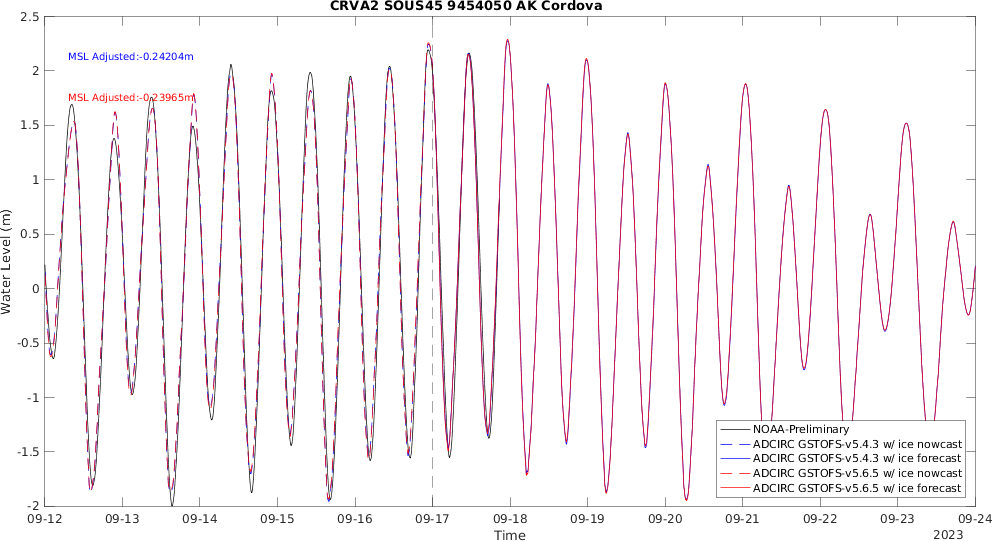 CRVA2 SOUS45 9454050 AK Cordova
2.5
MSL Adjusted:-0.24204m
2
MSL Adjusted:-0.23965m
1.5
1
0.5
Water Level (m)
0
-0.5
-1
NOAA-Preliminary
ADCIRC GSTOFS-v5.4.3 w/ ice nowcast
-1.5
ADCIRC GSTOFS-v5.4.3 w/ ice forecast
ADCIRC GSTOFS-v5.6.5 w/ ice nowcast
ADCIRC GSTOFS-v5.6.5 w/ ice forecast
-2
09-12 09-13 09-14 09-15 09-16 09-17 09-18 09-19 09-20 09-21 09-22 09-23 09-24
Time 2023